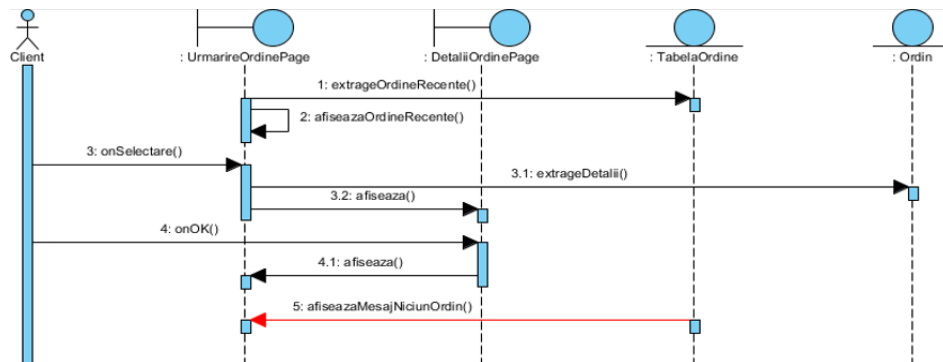 Client
: UrmarireOrdinePage
: DetaliiOrdinePage
: TabelaOrdine
: Ordin
1: extrageOrdineRecente()
2: afiseazaOrdineRecente()
3: onSelectare()
3.1: extrageDetalii()
3.2: afiseaza()
4: onOK()
4.1: afiseaza()
5: afiseazaMesajNiciunOrdin()